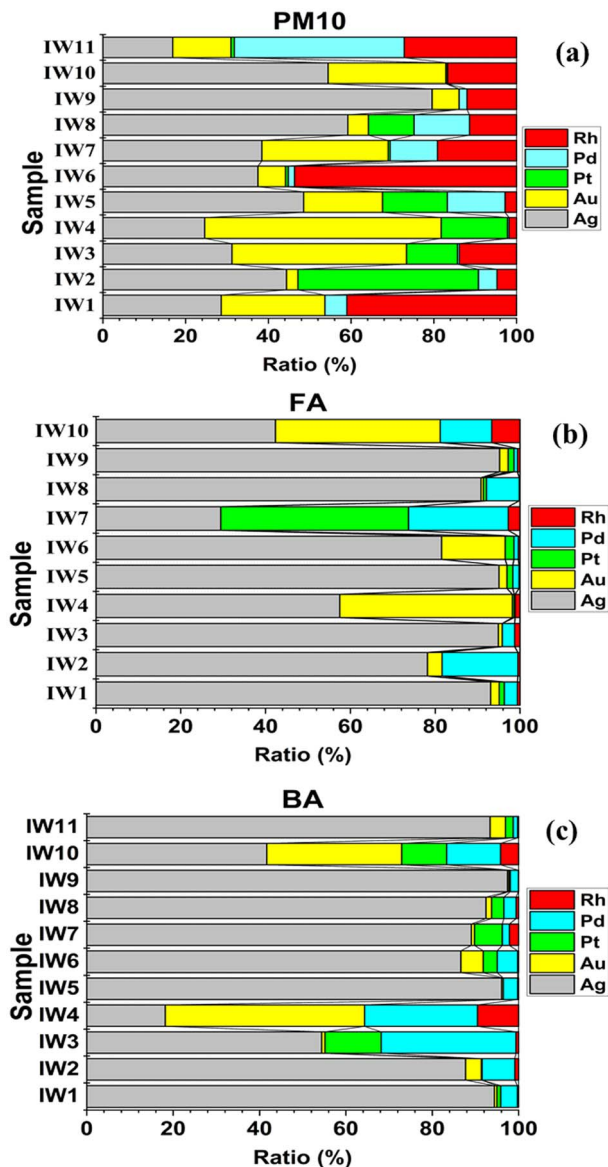 PM10
(a)
IW11
IW10
IW9
IW8
IW7
IW6
IW5
IW4
IW3
IW2
IW1
Sample
Rh
Pd
Pt
Au
Ag
0 20 40 60 80 100
Ratio (%)
FA
(b)
IW10
IW9
IW8
IW7
IW6
IW5
IW4
IW3
IW2
IW1
Sample
Rh
Pd
Pt
Au
Ag
0 20 40 60 80 100
Ratio (%)
BA
(c)
IW11
IW10
IW9
IW8
IW7
IW6
IW5
IW4
IW3
IW2
IW1
Sample
Rh
Pd
Pt
Au
Ag
0 20 40 60 80 100
Ratio (%)